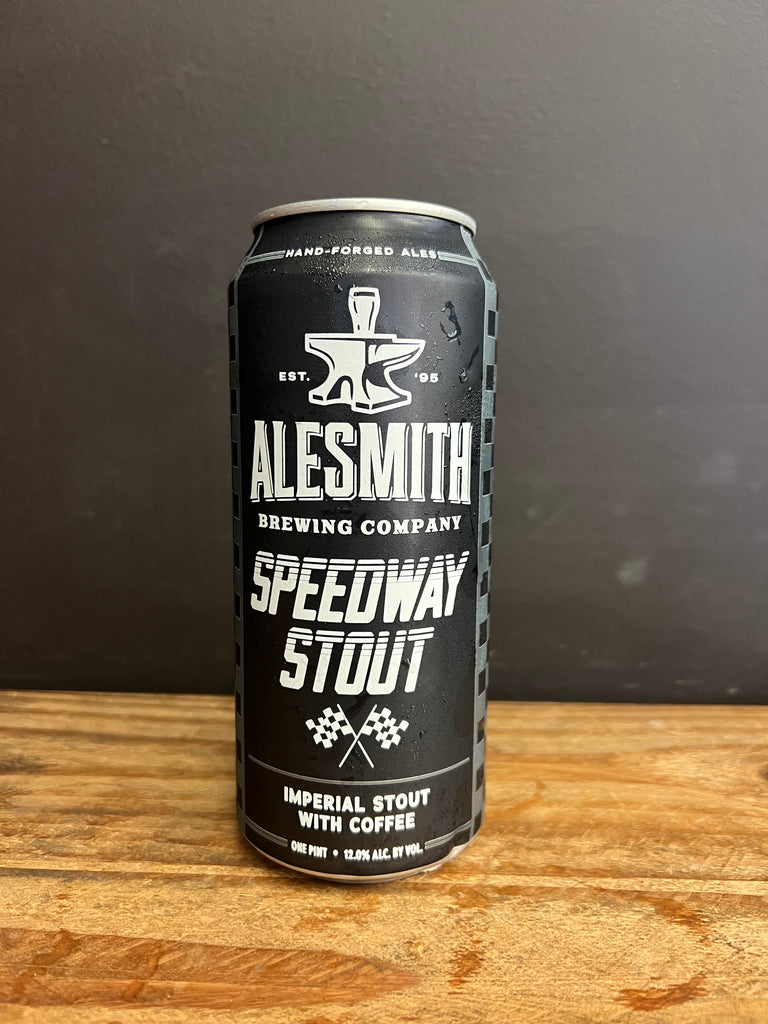 HAND-FORGED ALES
EST. '95
ALESMITH
BREWING COMPANY
SPEEDWAY
STOUT
IMPERIAL STOUT
WITH COFFEE
ONE PINT • 12.0% ALC. BY VOL.